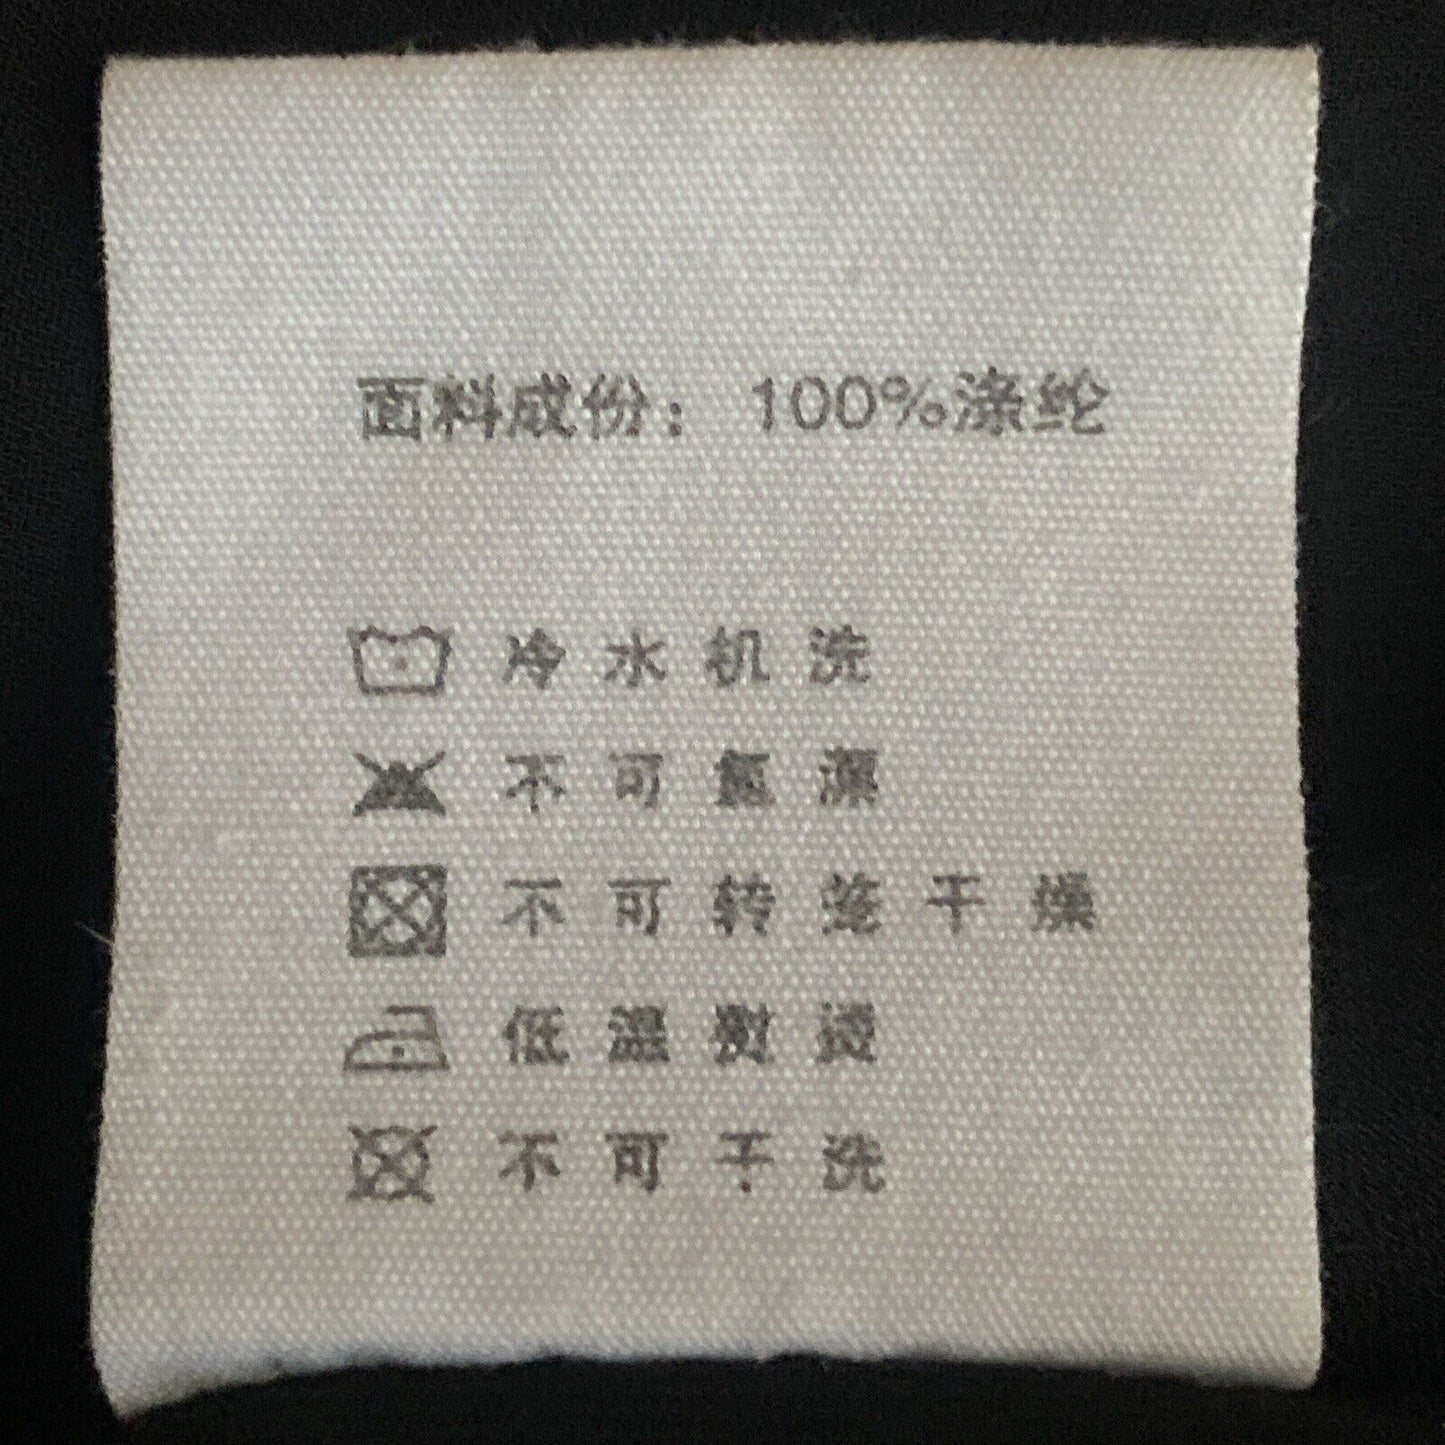 面料成份： 100%涤纶
冷水机洗
不可氯漂
不可转笼干燥
低温熨烫
不可干洗